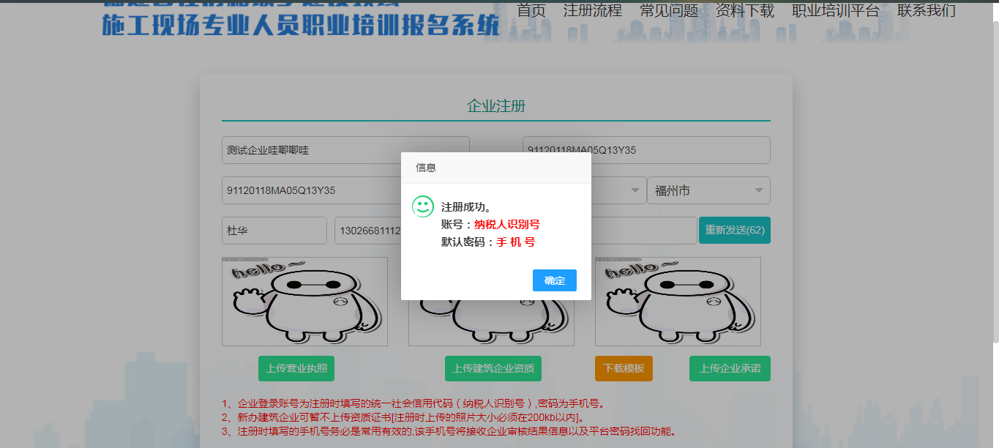 首页 注册流程 常见问题 资料下载 职业培训平台 联系我们
施工现场专业人员职业培训报名系统
企业注册
测试企业哇唧唧哇
91120118MA05Q13Y35
91120118MA05Q13Y35
福州市
杜华
13026681112
重新发送(62)
信息
注册成功。
账号：纳税人识别号
默认密码：手 机 号
确定
hello~
hello~
上传营业执照
上传建筑企业资质
下载模板
上传企业承诺
1、企业登录账号为注册时填写的统一社会信用代码（纳税人识别号）,密码为手机号。
2、新办建筑企业可暂不上传资质证书[注册时上传的照片大小必须在200kb以内]。
3、注册时填写的手机号务必是常用有效的,该手机号将接收企业审核结果信息以及平台密码找回功能。